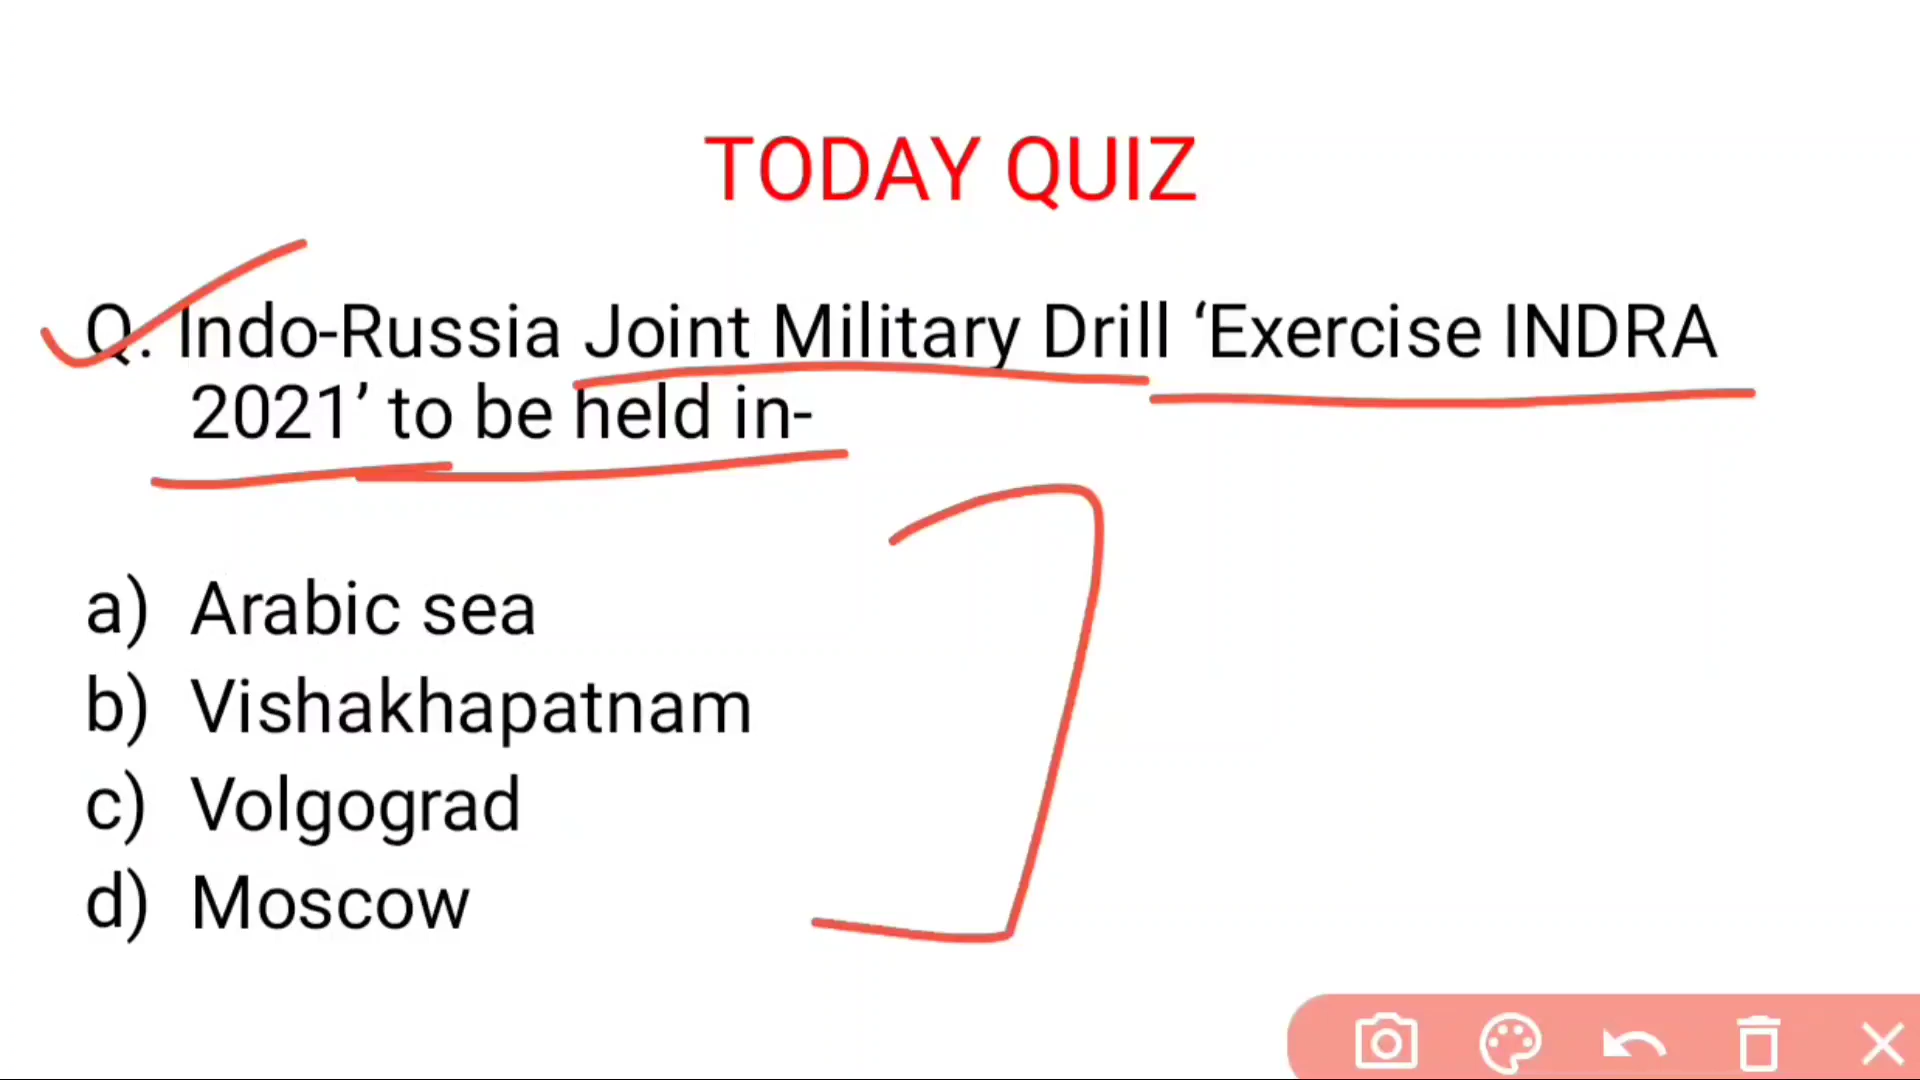 TODAY QUIZ
Q. Indo-Russia Joint Military Drill ‘Exercise INDRA
2021’ to be held in-
a) Arabic sea
b) Vishakhapatnam
c) Volgograd
d) Moscow